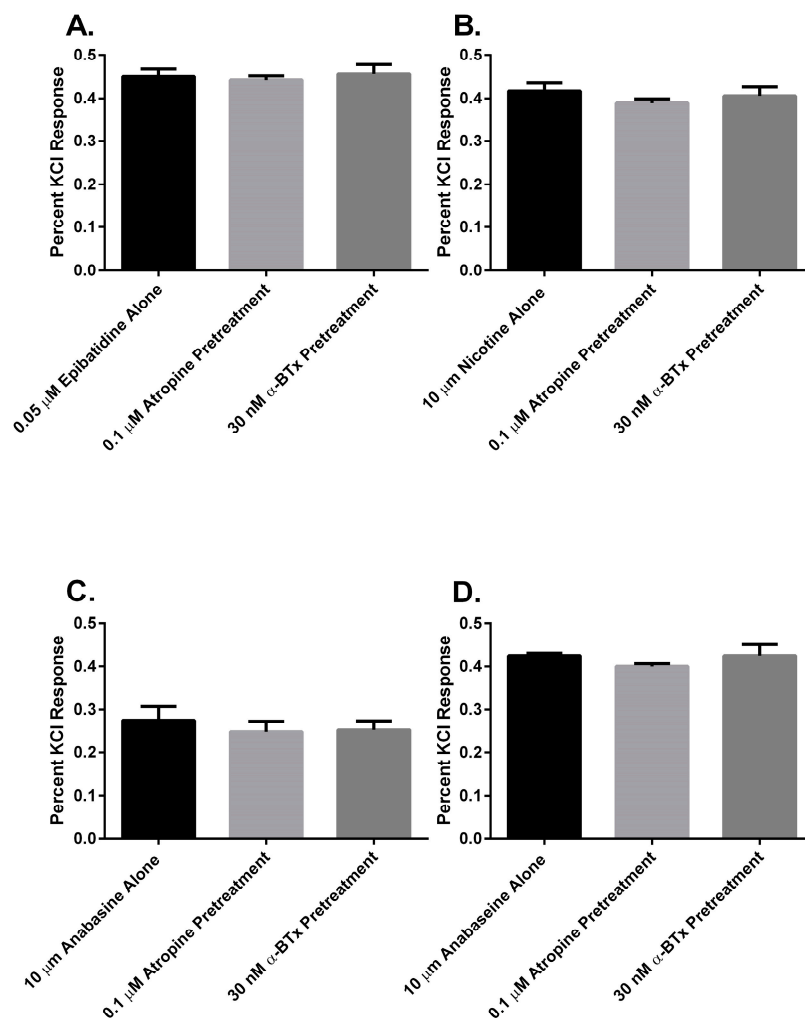 A.
Percent KCl Response
0.5
0.4
0.3
0.2
0.1
0.0
0.05 μM Epibatidine Alone
0.1 μM Atropine Pretreatment
30 nM α-BTx Pretreatment
B.
Percent KCl Response
0.5
0.4
0.3
0.2
0.1
0.0
10 μm Nicotine Alone
0.1 μM Atropine Pretreatment
30 nM α-BTx Pretreatment
C.
Percent KCl Response
0.5
0.4
0.3
0.2
0.1
0.0
10 μm Anabasine Alone
0.1 μM Atropine Pretreatment
30 nM α-BTx Pretreatment
D.
Percent KCl Response
0.5
0.4
0.3
0.2
0.1
0.0
10 μm Anabaseine Alone
0.1 μM Atropine Pretreatment
30 nM α-BTx Pretreatment